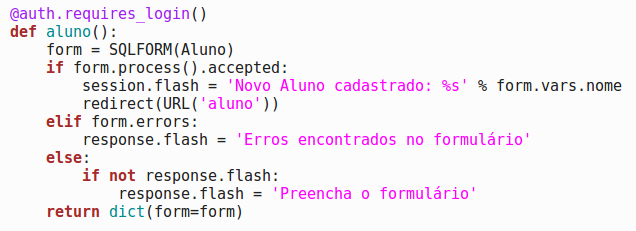 @auth.requires_login()
def aluno():
    form = SQLFORM(Aluno)
    if form.process().accepted:
        session.flash = 'Novo Aluno cadastrado: %s' % form.vars.nome
        redirect(URL('aluno'))
    elif form.errors:
        response.flash = 'Erros encontrados no formulário'
    else:
        if not response.flash:
            response.flash = 'Preencha o formulário'
    return dict(form=form)